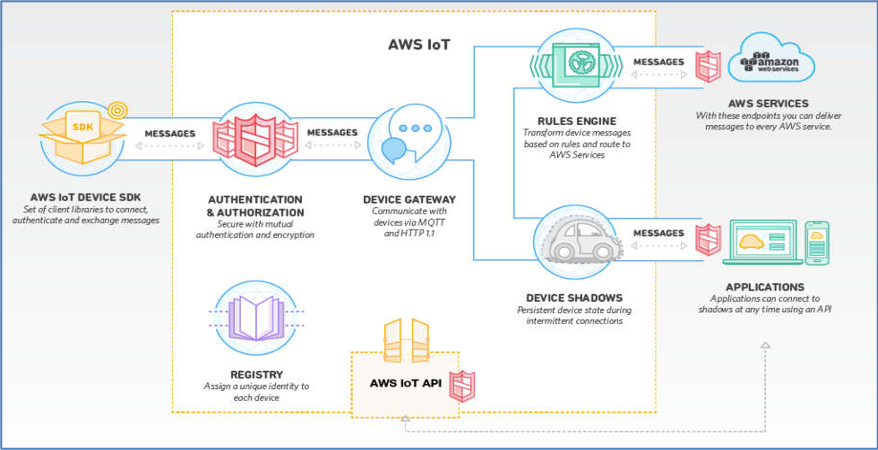 AWS IoT
MESSAGES
amazon
web services
AWS SERVICES
With these endpoints you can deliver
messages to every AWS service.
RULES ENGINE
Transform device messages
based on rules and route to
AWS Services
SDK
MESSAGES
MESSAGES
AWS IoT DEVICE SDK
Set of client libraries to connect,
authenticate and exchange messages
AUTHENTICATION
& AUTHORIZATION
Secure with mutual
authentication and encryption
DEVICE GATEWAY
Communicate with
devices via MQTT
and HTTP 1.1
MESSAGES
DEVICE SHADOWS
Persistent device state during
intermittent connections
APPLICATIONS
Applications can connect to
shadows at any time using an API
REGISTRY
Assign a unique identity to
each device
AWS IoT API